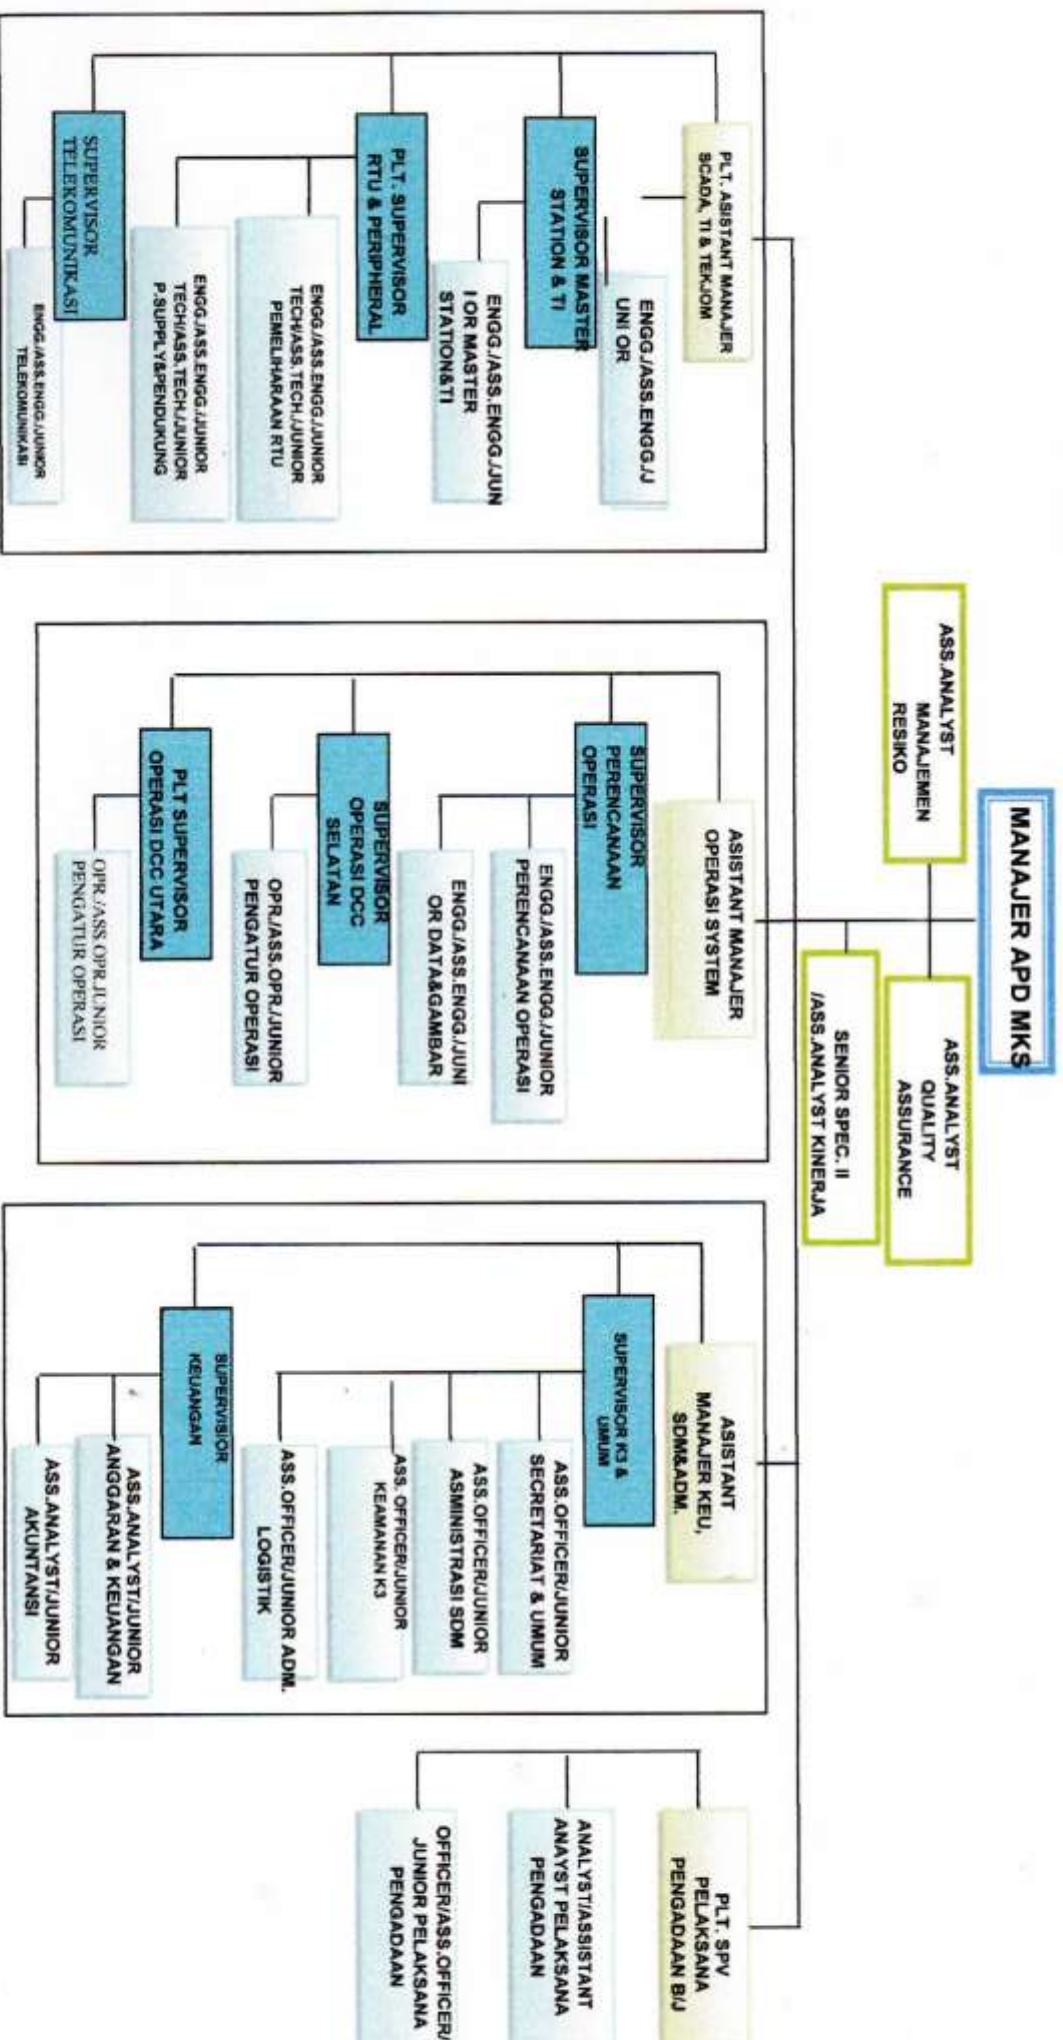 MANAJER APD MKS
ASS.ANALYST
MANAJEMEN
RESIKO
ASS.ANALYST
QUALITY
ASSURANCE
SENIOR SPEC. II
/ASS.ANALYST KINERJA
PLT. ASISTANT MANAJER
SCADA, TI & TEKJOM
ENGG./ASS.ENGG./J
UNI OR
SUPERVISOR MASTER
STATION & TI
ENGG./ASS.ENGG./JUN
I OR MASTER
STATION&TI
PLT. SUPERVISOR
RTU & PERIPHERAL
ENGG./ASS.ENGG./JUNIOR
TECH/ASS.TECH./JUNIOR
PEMELIHARAAN RTU
ENGG./ASS.ENGG./JUNIOR
TECH/ASS.TECH./JUNIOR
P.SUPPLY&PENDUKUNG
SUPERVISOR
TELEKOMUNIKASI
ENGG./ASS.ENGG./JUNIOR
TELEKOMUNIKASI
ASISTANT MANAJER
OPERASI SYSTEM
SUPERVISOR
PERENCANAAN
OPERASI
ENGG./ASS.ENGG./JUNIOR
PERENCANAAN OPERASI
ENGG./ASS.ENGG./JUNI
OR DATA&GAMBAR
SUPERVISOR
OPERASI DCC
SELATAN
OPR./ASS.OPR./JUNIOR
PENGATUR OPERASI
PLT SUPERVISOR
OPERASI DCC UTARA
OPR./ASS OPR.JUNIOR
PENGATUR OPERASI
ASISTANT
MANAJER KEU,
SDM&ADM.
SUPERVISOR K3 &
UMUM
ASS.OFFICER/JUNIOR
SECRETARIAT & UMUM
ASS.OFFICER/JUNIOR
ASMINISTRASI SDM
ASS. OFFICER/JUNIOR
KEAMANAN K3
ASS.OFFICER/JUNIOR ADM.
LOGISTIK
SUPERVISIOR
KEUANGAN
ASS.ANALYST/JUNIOR
ANGGARAN & KEUANGAN
ASS.ANALYST/JUNIOR
AKUNTANSI
PLT. SPV
PELAKSANA
PENGADAAN B/J
ANALYST/ASSISTANT
ANAYST PELAKSANA
PENGADAAN
OFFICER/ASS.OFFICER/
JUNIOR PELAKSANA
PENGADAAN